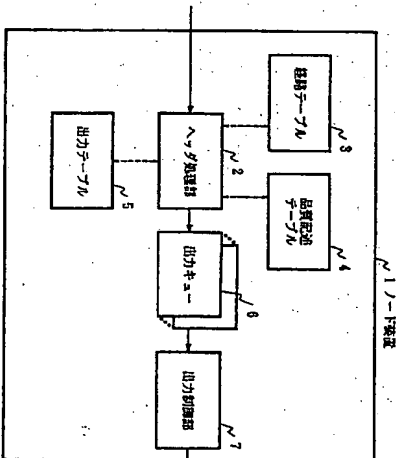 1 ノード装置
経路テーブル
3
品質記述
テーブル
4
ヘッダ処理部
2
出力テーブル
5
出力キュー
6
出力制御部
7